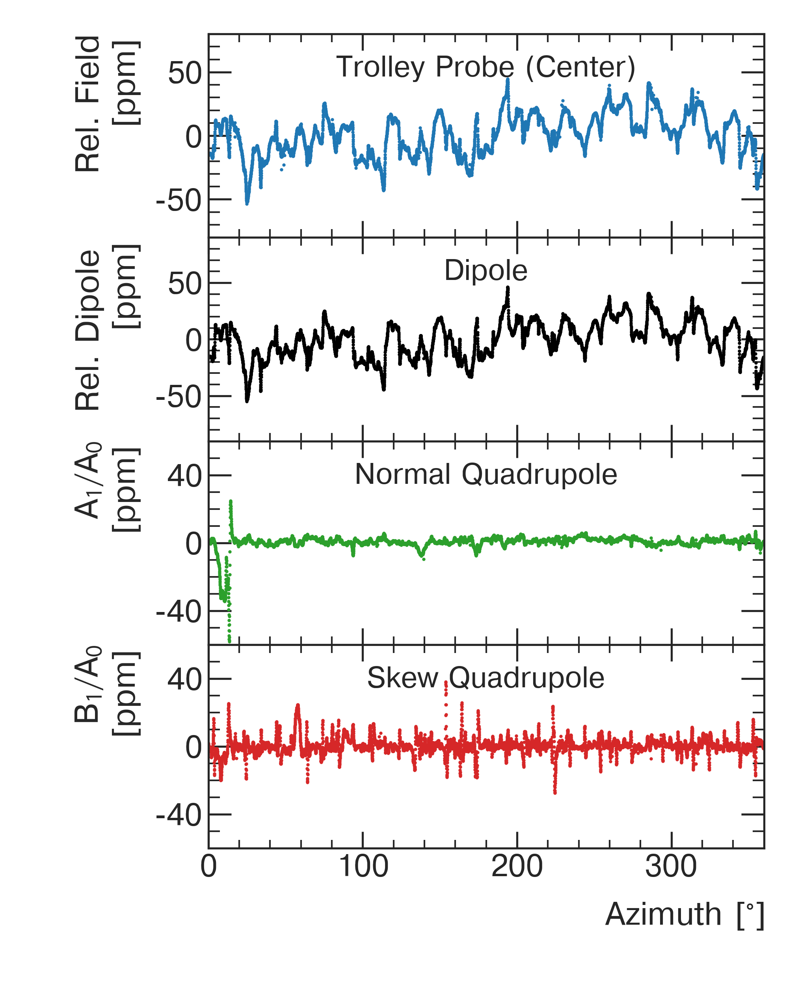 Rel. Field
[ppm]
50
0
-50
Trolley Probe (Center)
Rel. Dipole
[ppm]
50
0
-50
Dipole
A₁/A₀
[ppm]
40
0
-40
Normal Quadrupole
B₁/A₀
[ppm]
40
0
-40
Skew Quadrupole
0 100 200 300
Azimuth [°]